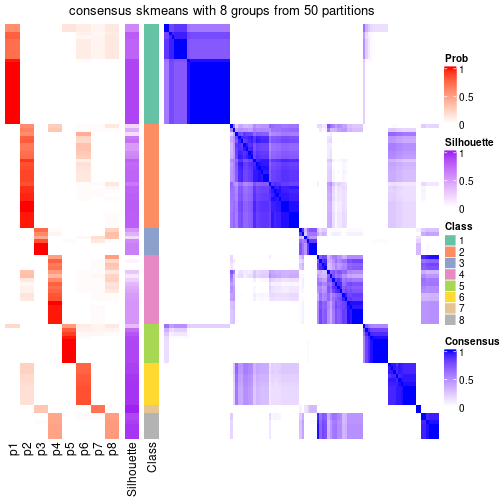 consensus skmeans with 8 groups from 50 partitions
Prob
1
0.5
0
Silhouette
1
0.5
0
Class
1
2
3
4
5
6
7
8
Consensus
1
0.5
0
p1
p2
p3
p4
p5
p6
p7
p8
Silhouette
Class